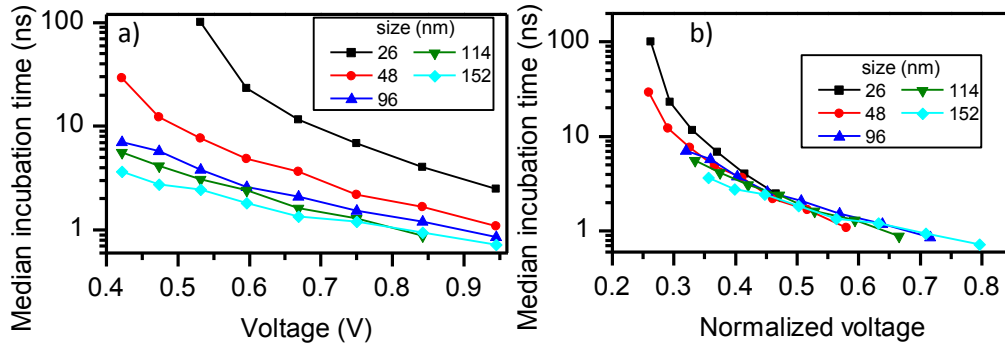 a)
size (nm)
26 114
48 152
96
Median incubation time (ns)
100
10
1
0.4 0.5 0.6 0.7 0.8 0.9
Voltage (V)
b)
size (nm)
26 114
48 152
96
Median incubation time (ns)
100
10
1
0.2 0.3 0.4 0.5 0.6 0.7 0.8
Normalized voltage